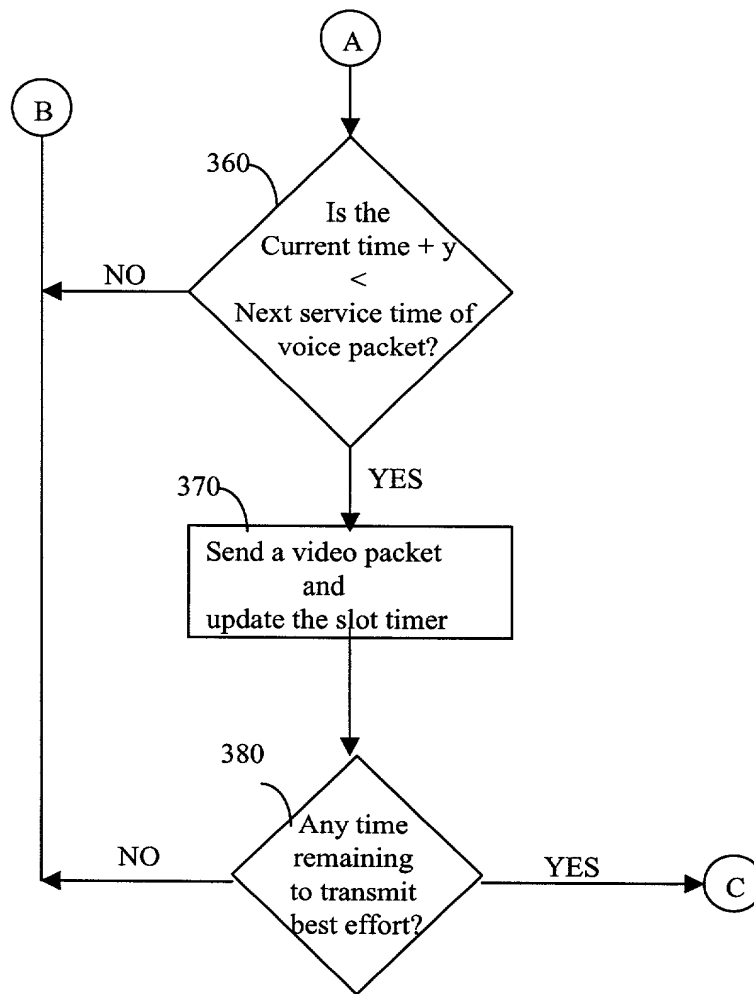 A
B
360
Is the
Current time + y
<
Next service time of
voice packet?
NO
YES
370
Send a video packet
and
update the slot timer
380
Any time
remaining
to transmit
best effort?
NO
YES
C